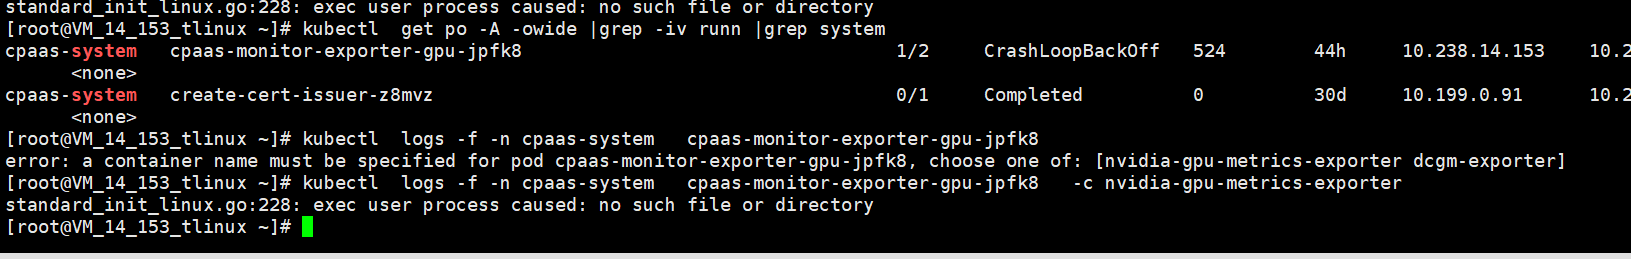 standard_init_linux.go:228: exec user process caused: no such file or directory
[root@VM_14_153_tlinux ~]# kubectl  get po -A -owide |grep -iv runn |grep system
cpaas-system   cpaas-monitor-exporter-gpu-jpfk8                                  1/2     CrashLoopBackOff   524        44h     10.238.14.153    10.2
      <none>
cpaas-system   create-cert-issuer-z8mvz                                          0/1     Completed          0          30d     10.199.0.91      10.2
      <none>
[root@VM_14_153_tlinux ~]# kubectl  logs -f -n cpaas-system   cpaas-monitor-exporter-gpu-jpfk8
error: a container name must be specified for pod cpaas-monitor-exporter-gpu-jpfk8, choose one of: [nvidia-gpu-metrics-exporter dcgm-exporter]
[root@VM_14_153_tlinux ~]# kubectl  logs -f -n cpaas-system   cpaas-monitor-exporter-gpu-jpfk8   -c nvidia-gpu-metrics-exporter
standard_init_linux.go:228: exec user process caused: no such file or directory
[root@VM_14_153_tlinux ~]#